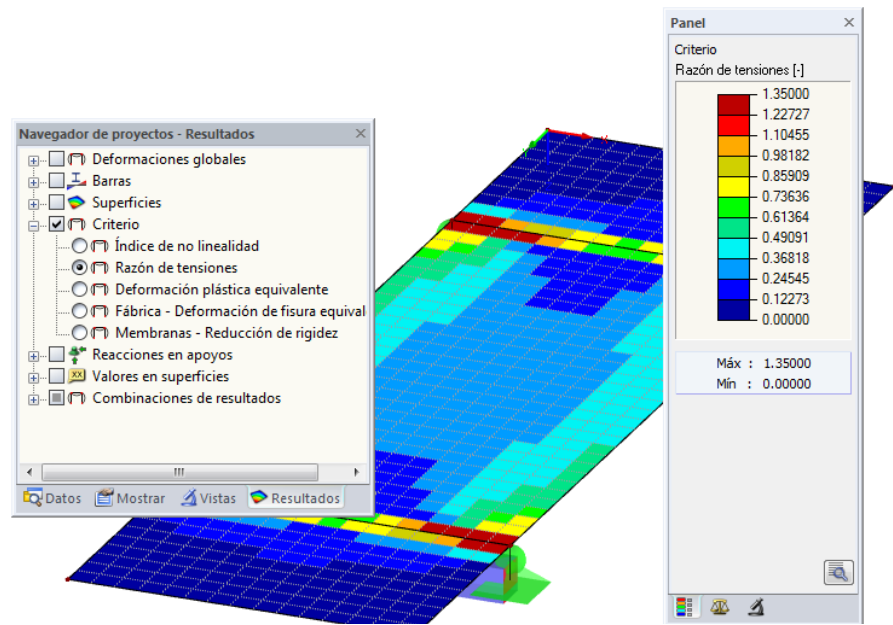 Panel
Criterio
Razón de tensiones [-]
1.35000
1.22727
1.10455
0.98182
0.85909
0.73636
0.61364
0.49091
0.36818
0.24545
0.12273
0.00000
Máx : 1.35000
Mín : 0.00000
Navegador de proyectos - Resultados
Deformaciones globales
Barras
Superficies
Criterio
Índice de no linealidad
Razón de tensiones
Deformación plástica equivalente
Fábrica - Deformación de fisura equival
Membranas - Reducción de rigidez
Reacciones en apoyos
xx Valores en superficies
Combinaciones de resultados
Datos Mostrar Vistas Resultados